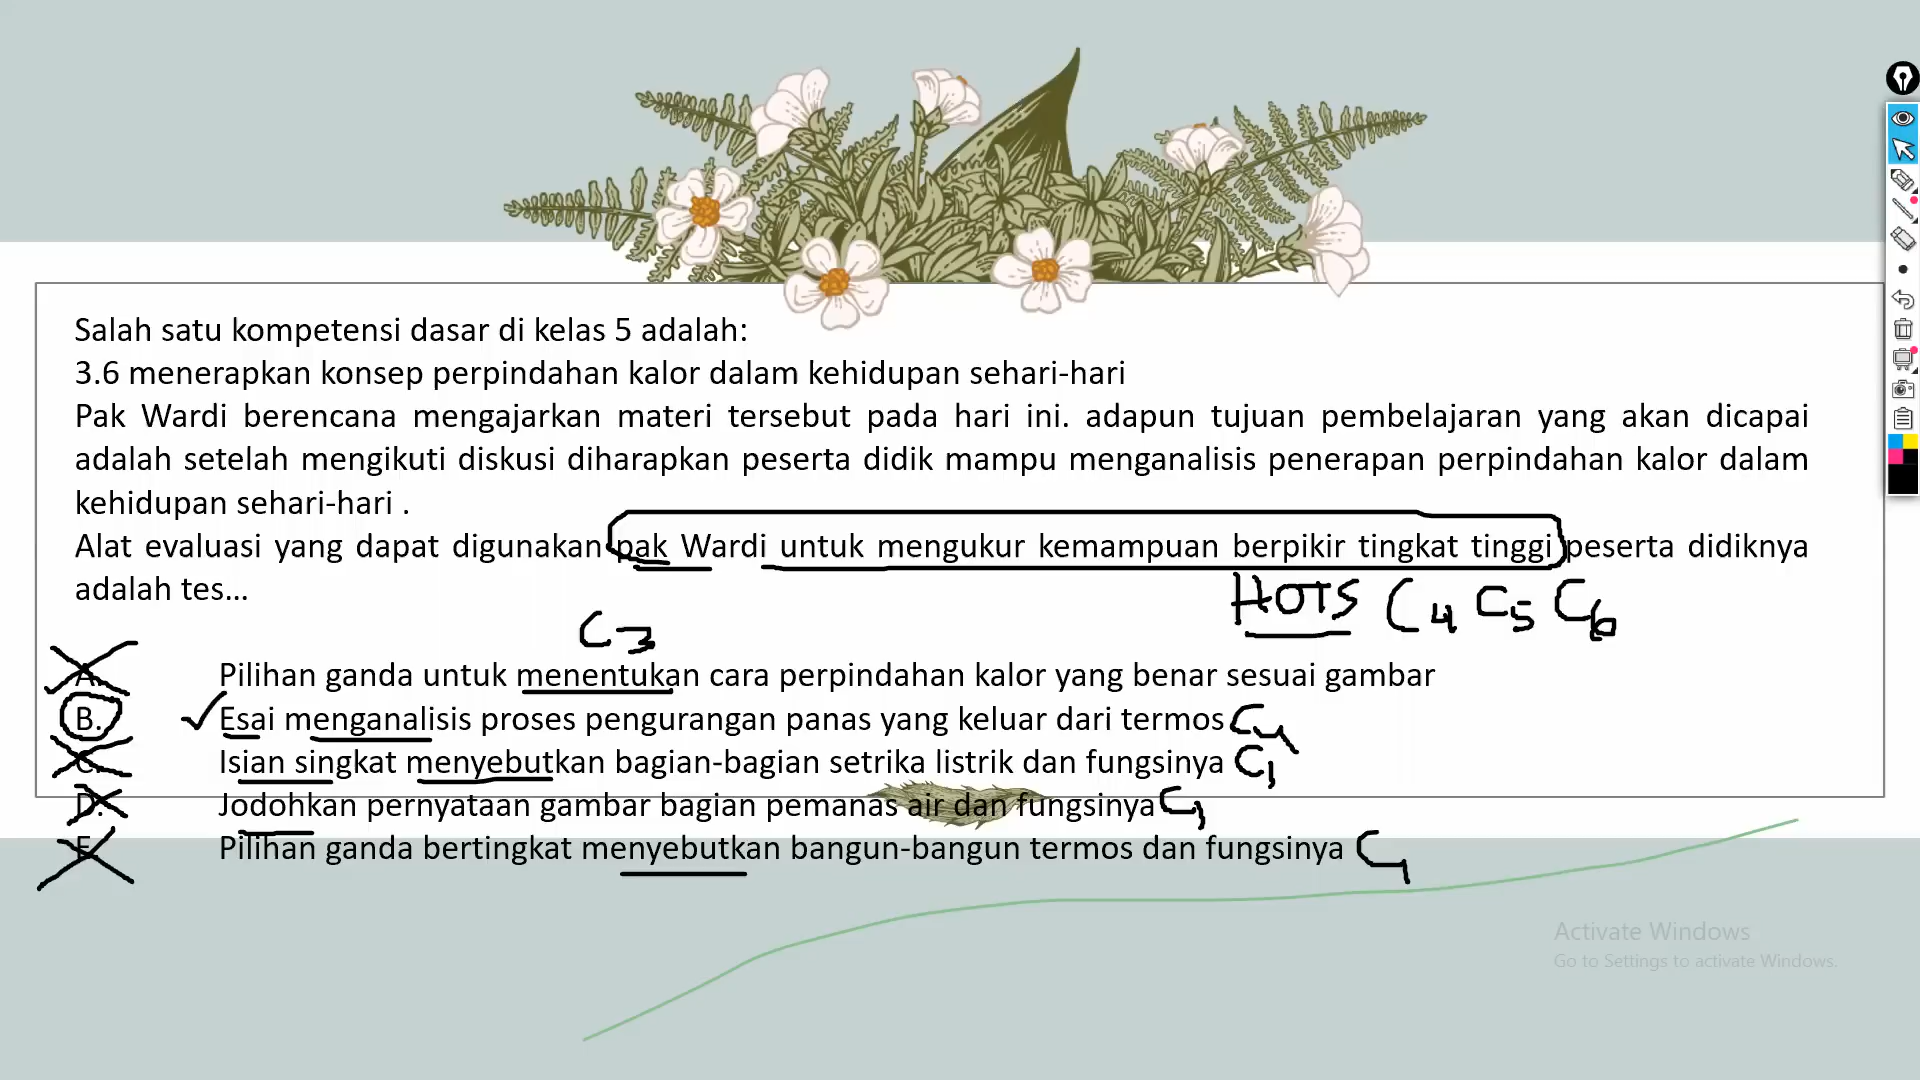 Salah satu kompetensi dasar di kelas 5 adalah:
3.6 menerapkan konsep perpindahan kalor dalam kehidupan sehari-hari
Pak Wardi berencana mengajarkan materi tersebut pada hari ini. adapun tujuan pembelajaran yang akan dicapai
adalah setelah mengikuti diskusi diharapkan peserta didik mampu menganalisis penerapan perpindahan kalor dalam
kehidupan sehari-hari .
Alat evaluasi yang dapat digunakan pak Wardi untuk mengukur kemampuan berpikir tingkat tinggi peserta didiknya
adalah tes...
HOTS C4 C5 C6
C3
A. Pilihan ganda untuk menentukan cara perpindahan kalor yang benar sesuai gambar
B. Esai menganalisis proses pengurangan panas yang keluar dari termos C4
C. Isian singkat menyebutkan bagian-bagian setrika listrik dan fungsinya C1
D. Jodohkan pernyataan gambar bagian pemanas air dan fungsinya C1
E. Pilihan ganda bertingkat menyebutkan bangun-bangun termos dan fungsinya C1
Activate Windows
Go to Settings to activate Windows.